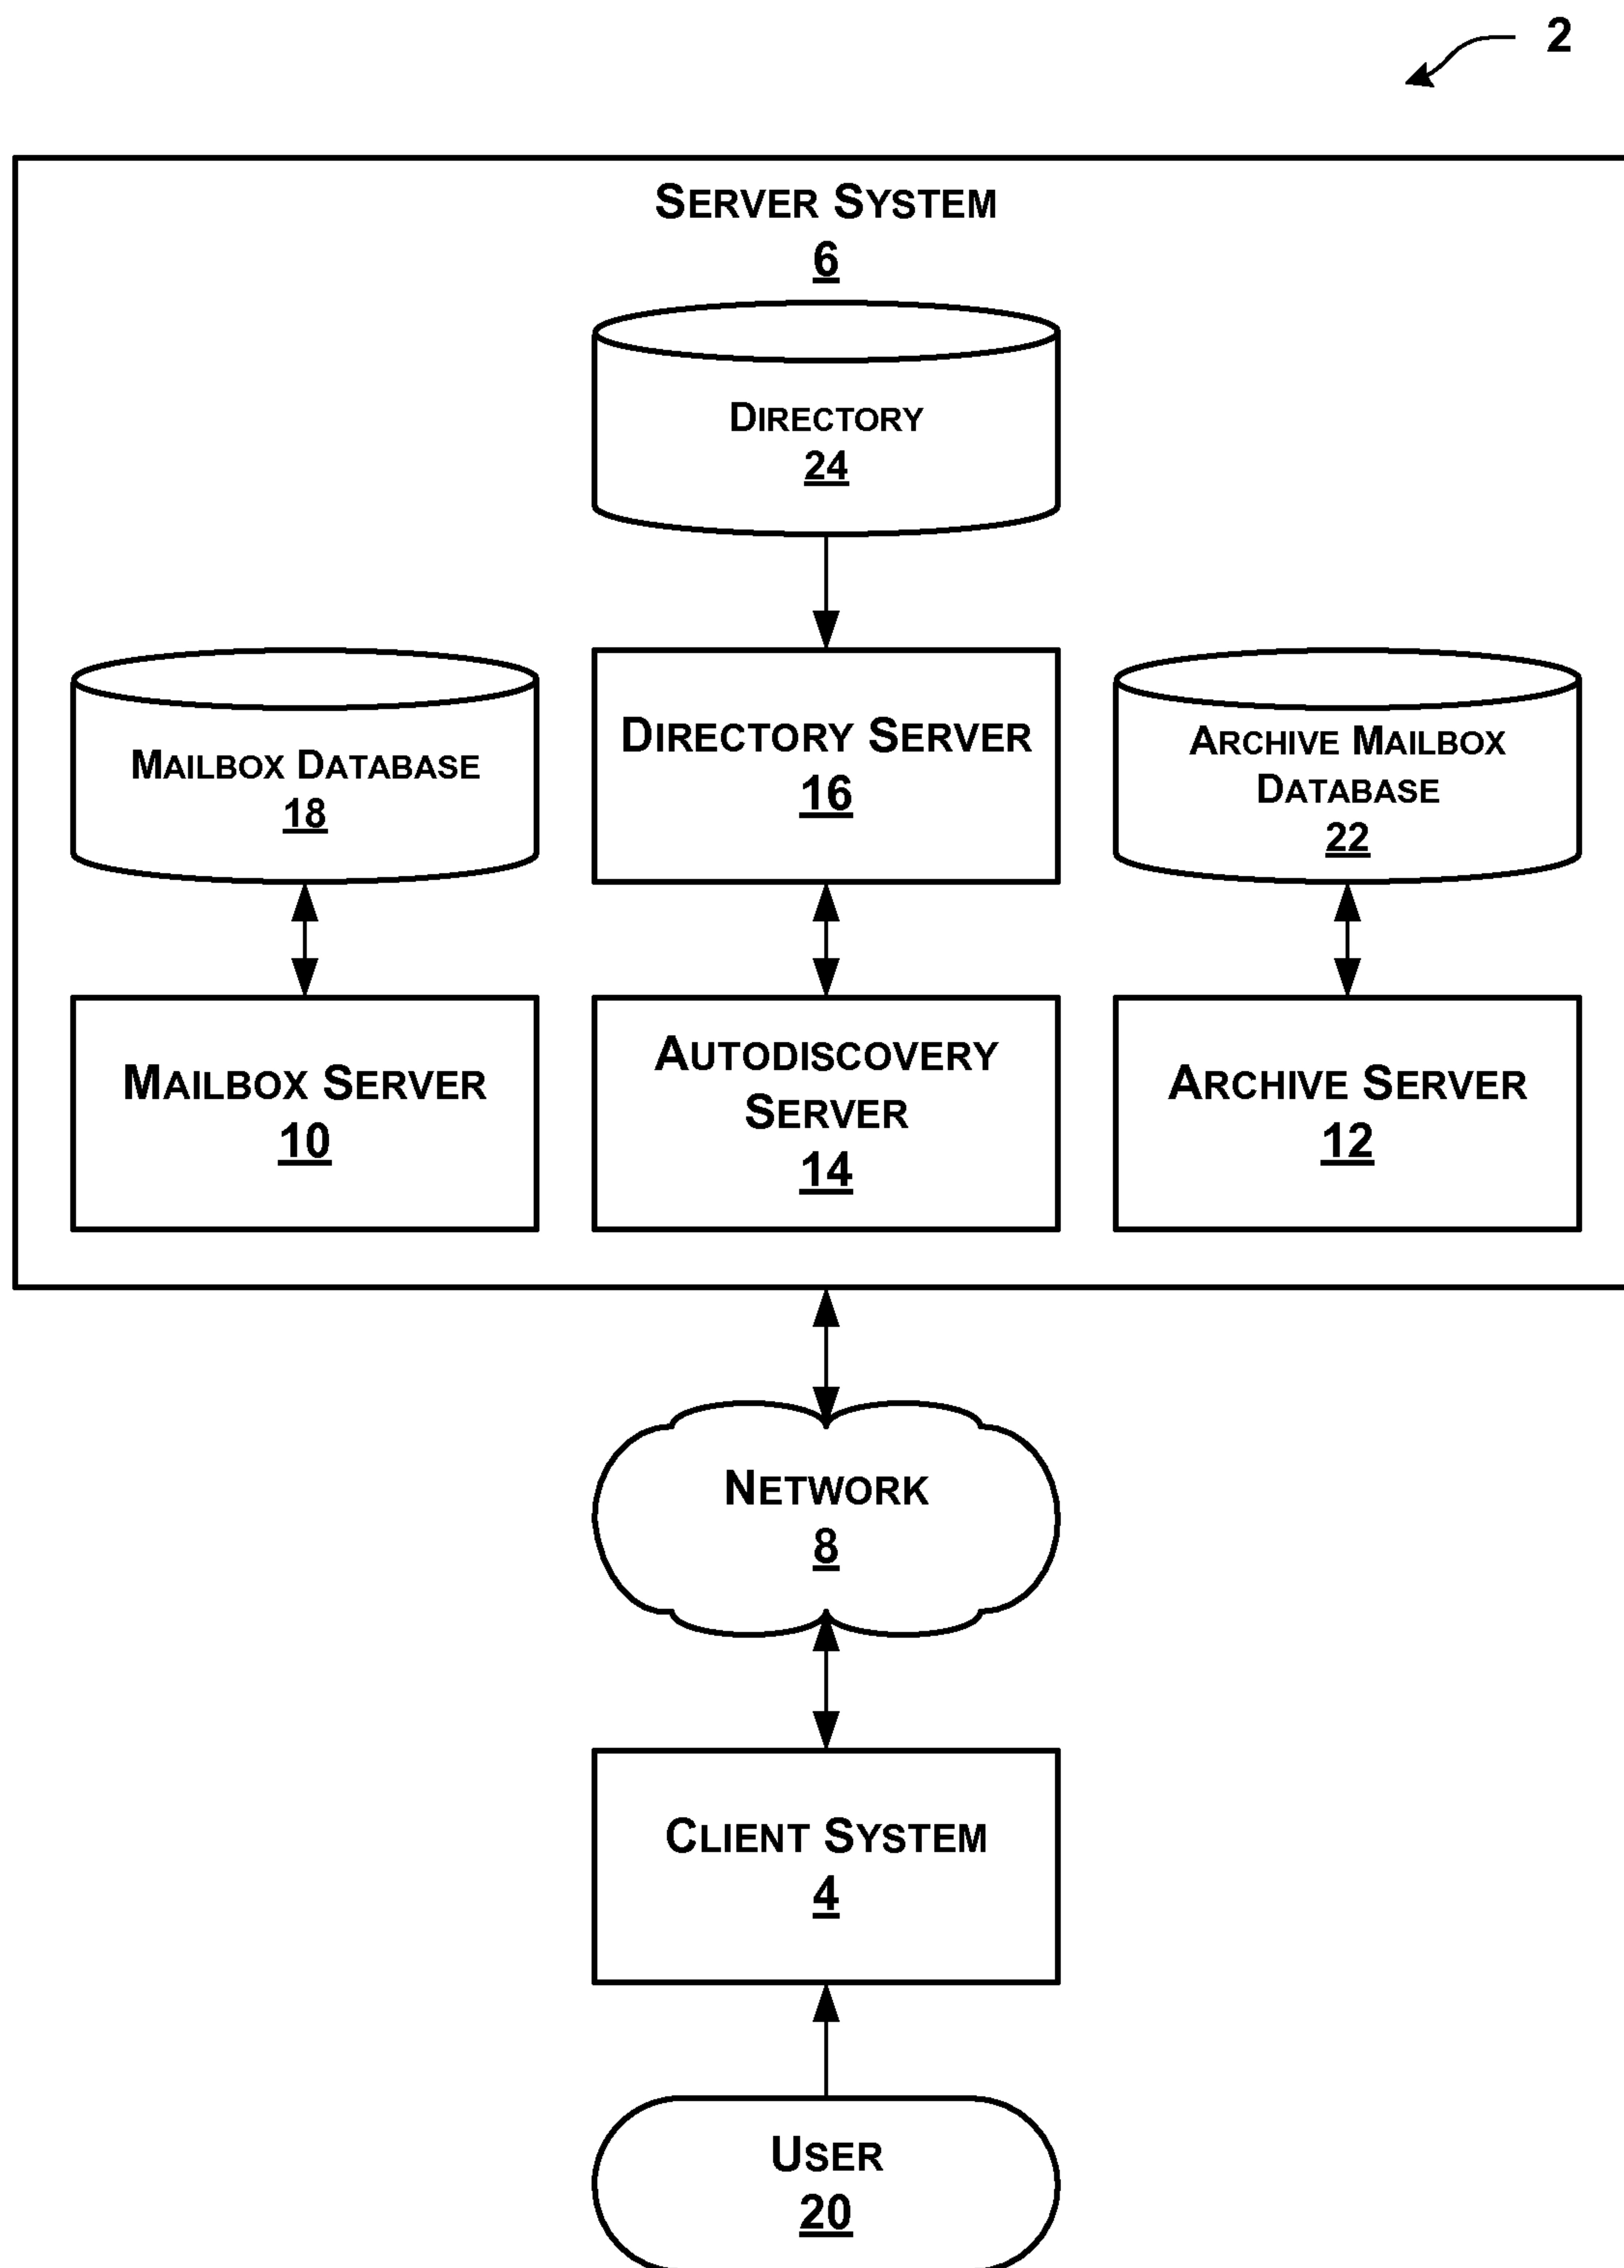 2
SERVER SYSTEM
6
DIRECTORY
24
MAILBOX DATABASE
18
DIRECTORY SERVER
16
ARCHIVE MAILBOX
DATABASE
22
MAILBOX SERVER
10
AUTODISCOVERY
SERVER
14
ARCHIVE SERVER
12
NETWORK
8
CLIENT SYSTEM
4
USER
20